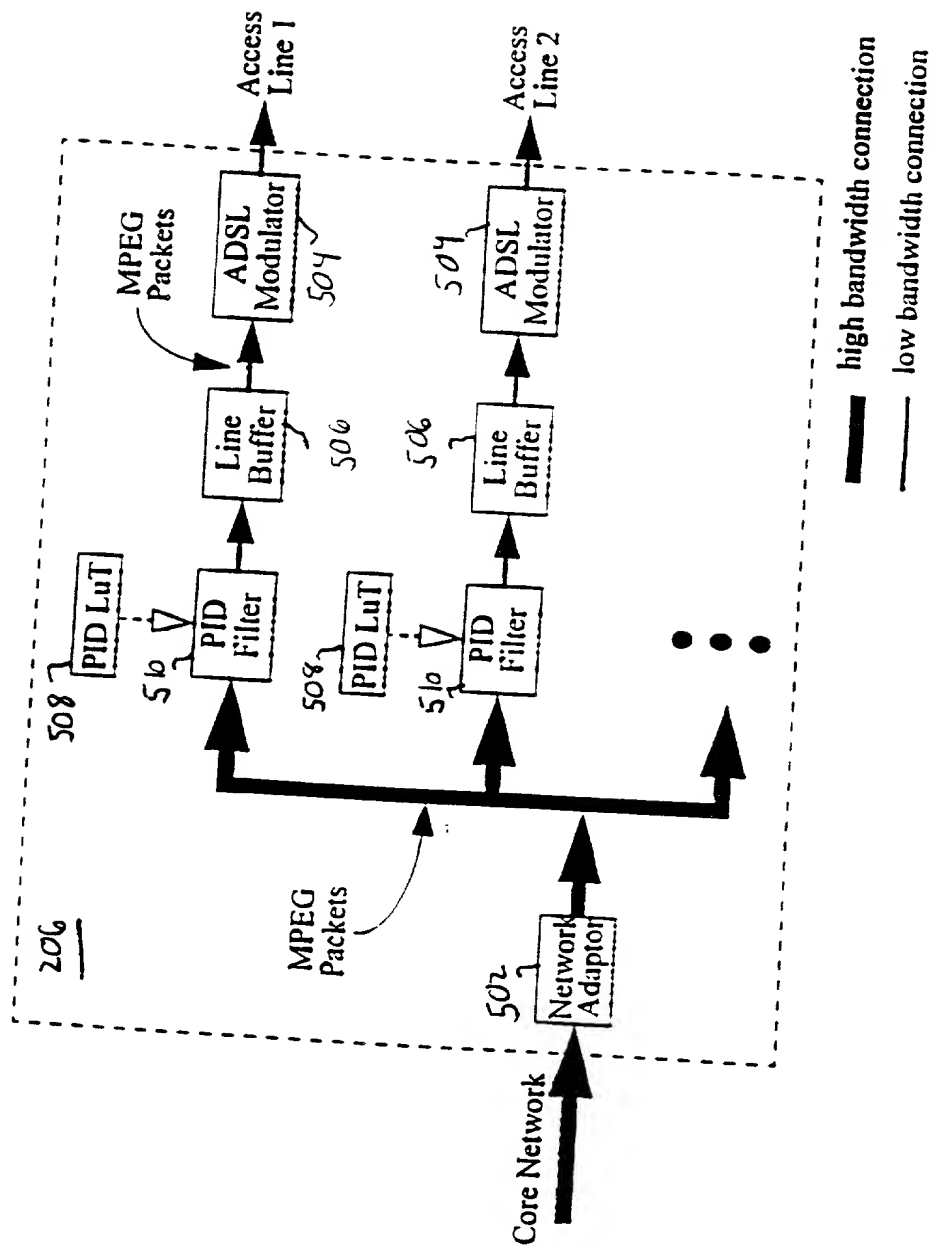 206
Core Network
502
Network
Adaptor
MPEG
Packets
508
PID LuT
510
PID
Filter
506
Line
Buffer
MPEG
Packets
504
ADSL
Modulator
Access
Line 1
508
PID LuT
510
PID
Filter
506
Line
Buffer
504
ADSL
Modulator
Access
Line 2
high bandwidth connection
low bandwidth connection